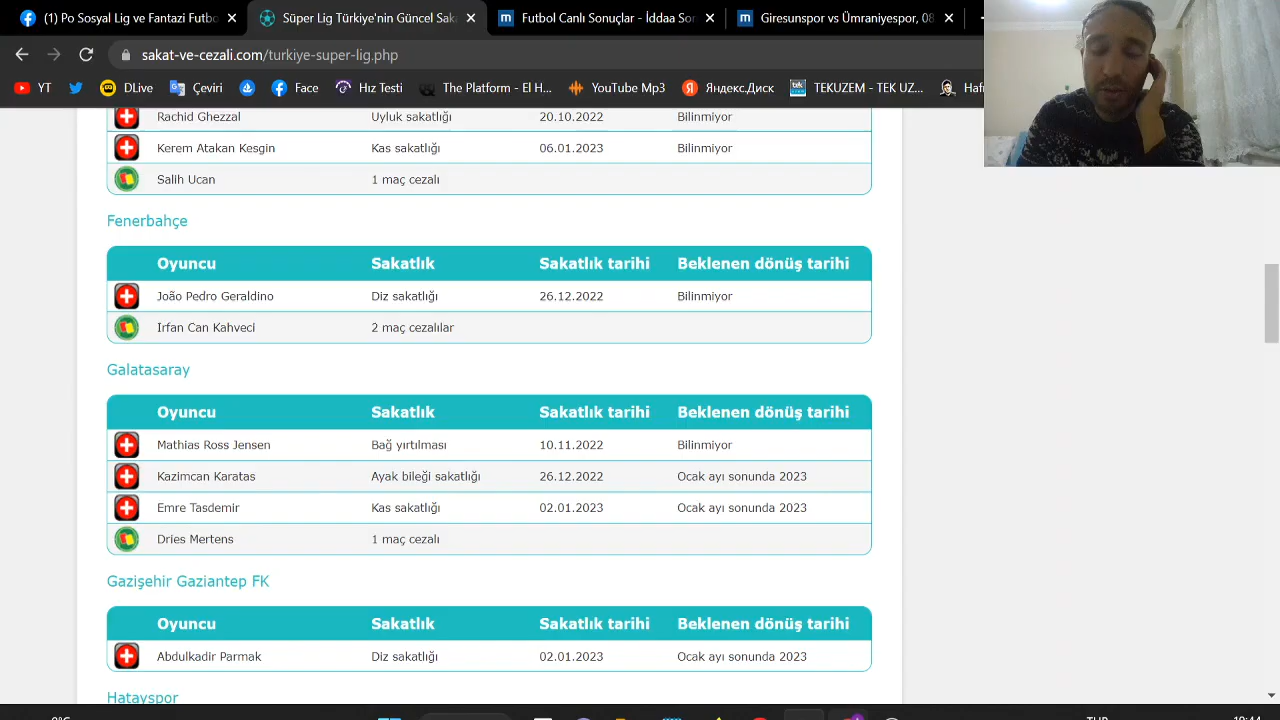 (1) Po Sosyal Lig ve Fantazi Futbo
Süper Lig Türkiye'nin Güncel Saka
Futbol Canlı Sonuçlar - İddaa Son
Giresunspor vs Ümraniyespor, 08
sakat-ve-cezali.com/turkiye-super-lig.php
YT
DLive
Çeviri
Face
Hız Testi
The Platform - El H...
YouTube Mp3
Яндекс.Диск
TEKUZEM - TEK UZ...
Rachid Ghezzal Uyluk sakatlığı 20.10.2022 Bilinmiyor
Kerem Atakan Kesgin Kas sakatlığı 06.01.2023 Bilinmiyor
Salih Ucan 1 maç cezalı
Fenerbahçe
Oyuncu Sakatlık Sakatlık tarihi Beklenen dönüş tarihi
João Pedro Geraldino Diz sakatlığı 26.12.2022 Bilinmiyor
Irfan Can Kahveci 2 maç cezalılar
Galatasaray
Oyuncu Sakatlık Sakatlık tarihi Beklenen dönüş tarihi
Mathias Ross Jensen Bağ yırtılması 10.11.2022 Bilinmiyor
Kazimcan Karatas Ayak bileği sakatlığı 26.12.2022 Ocak ayı sonunda 2023
Emre Tasdemir Kas sakatlığı 02.01.2023 Ocak ayı sonunda 2023
Dries Mertens 1 maç cezalı
Gazişehir Gaziantep FK
Oyuncu Sakatlık Sakatlık tarihi Beklenen dönüş tarihi
Abdulkadir Parmak Diz sakatlığı 02.01.2023 Ocak ayı sonunda 2023
Hatayspor